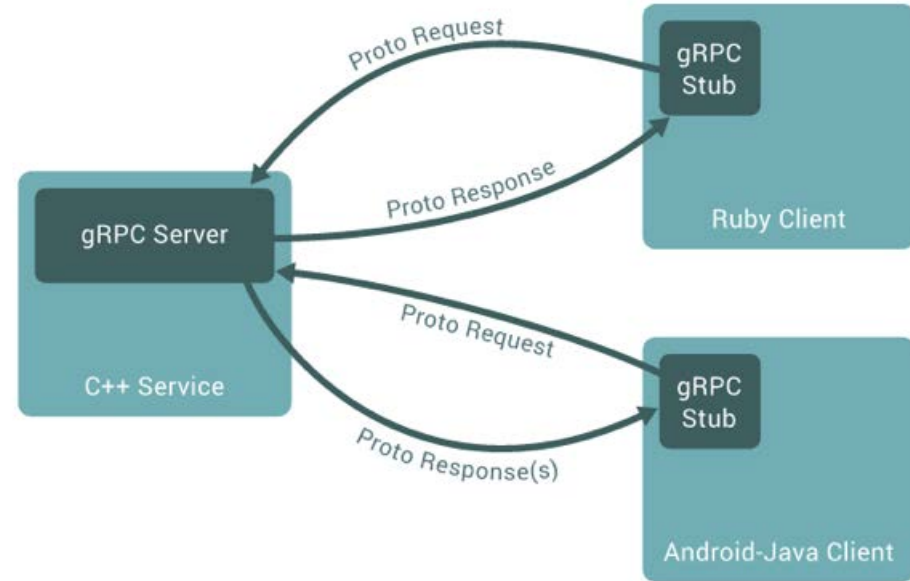 Proto Request
gRPC
Stub
Proto Response
Ruby Client
gRPC Server
C++ Service
Proto Request
gRPC
Stub
Proto Response(s)
Android-Java Client